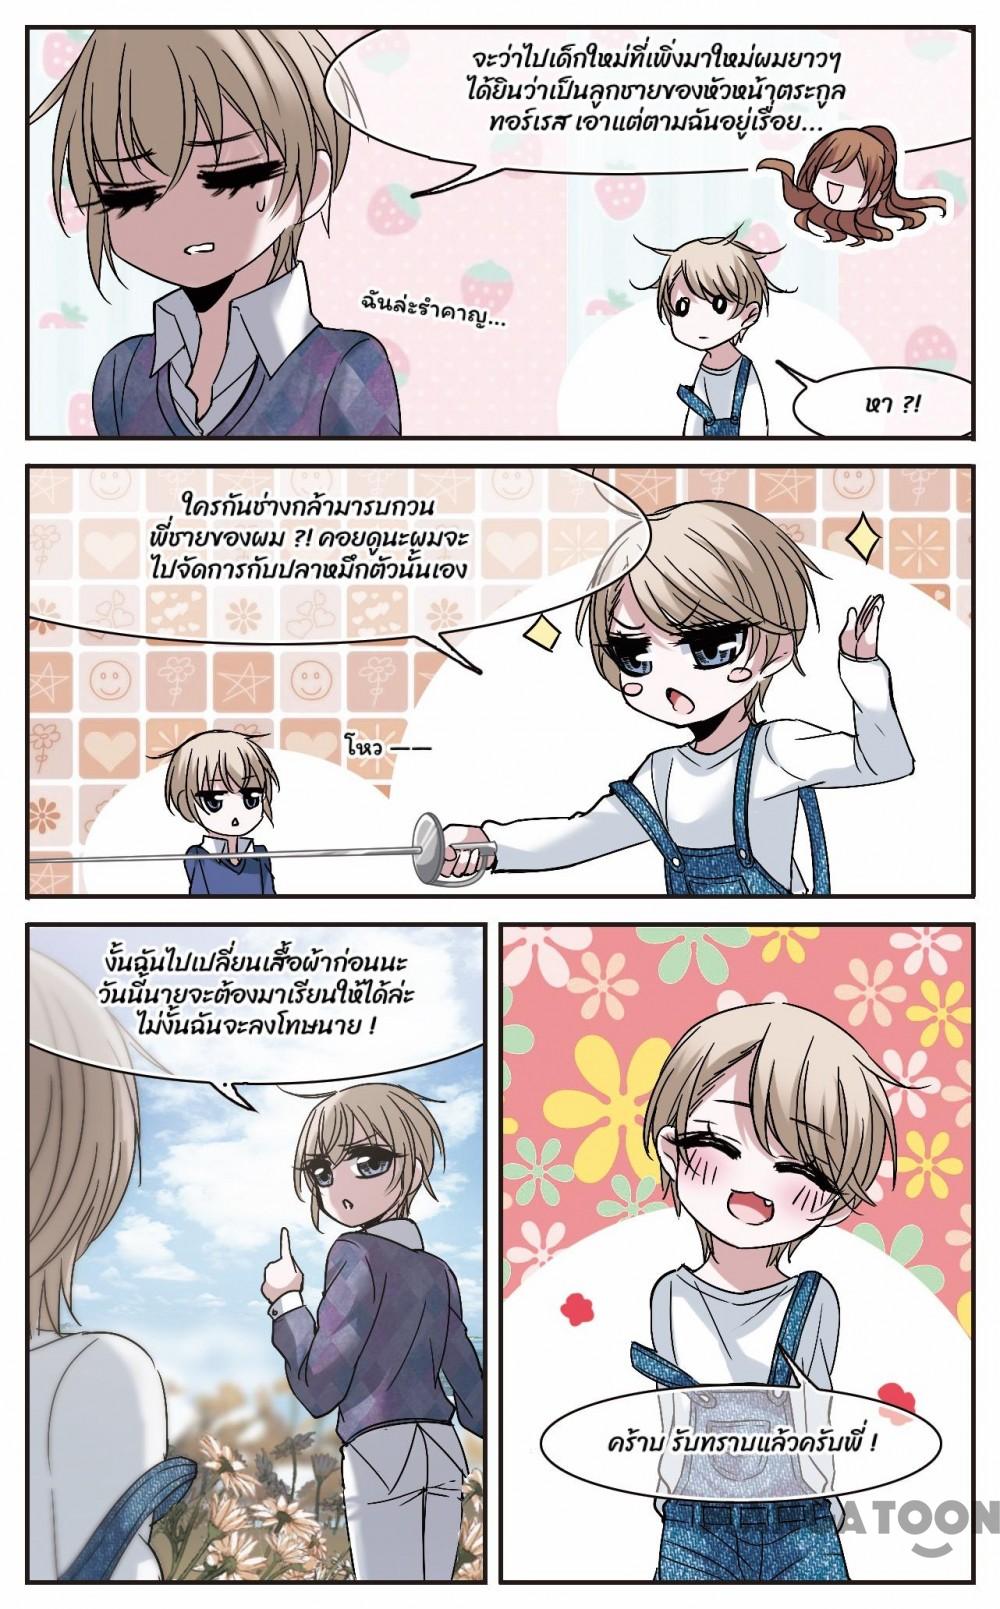 จะว่าไปเด็กใหม่ที่เพิ่งมาใหม่ผมยาวๆ
ได้ยินว่าเป็นลูกชายของหัวหน้าตระกูล
ทอร์เรส เอาแต่ตามฉันอยู่เรื่อย...
ฉันล่ะรำคาญ...
หา ?!
ใครกันช่างกล้ามารบกวน
พี่ชายของผม ?! คอยดูนะผมจะ
ไปจัดการกับปลาหมึกตัวนั้นเอง
โหว ——
งั้นฉันไปเปลี่ยนเสื้อผ้าก่อนนะ
วันนี้นายจะต้องมาเรียนให้ได้ล่ะ
ไม่งั้นฉันจะลงโทษนาย !
คร้าบ รับทราบแล้วครับพี่ !
ATOON